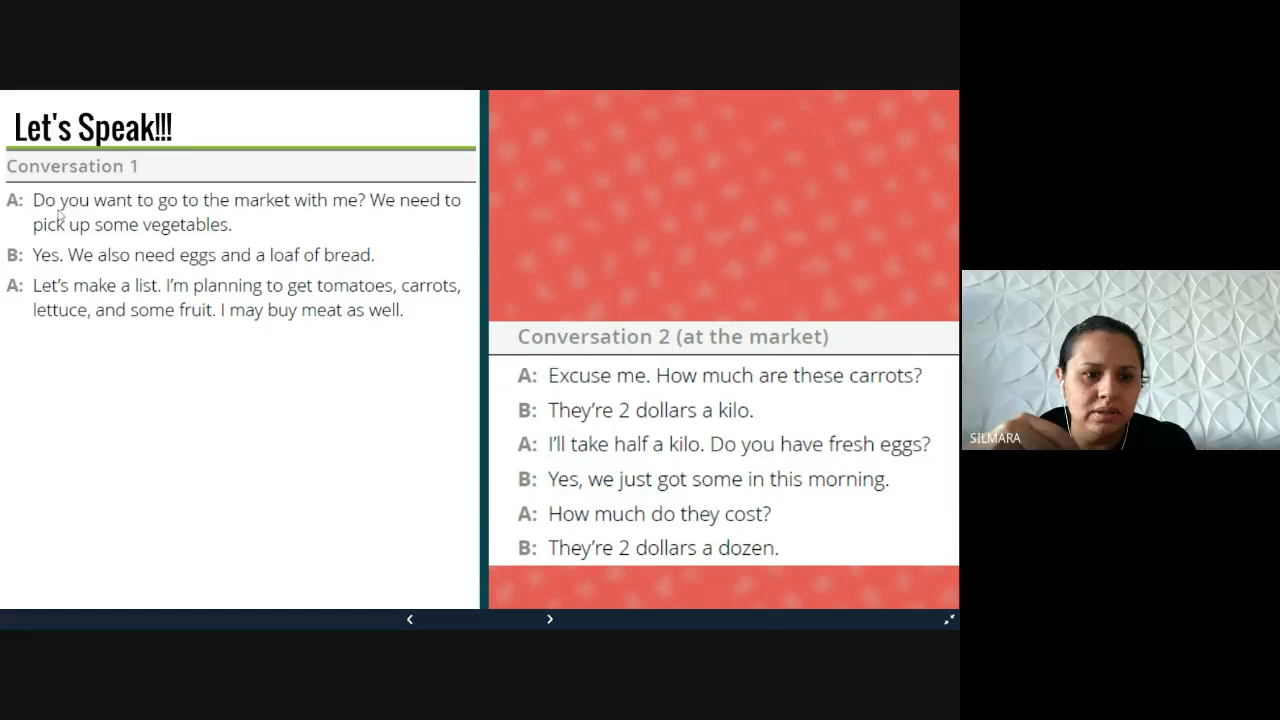 Let's Speak!!!
Conversation 1
A: Do you want to go to the market with me? We need to
pick up some vegetables.
B: Yes. We also need eggs and a loaf of bread.
A: Let’s make a list. I’m planning to get tomatoes, carrots,
lettuce, and some fruit. I may buy meat as well.
Conversation 2 (at the market)
A: Excuse me. How much are these carrots?
B: They’re 2 dollars a kilo.
A: I’ll take half a kilo. Do you have fresh eggs?
B: Yes, we just got some in this morning.
A: How much do they cost?
B: They’re 2 dollars a dozen.
SILMARA